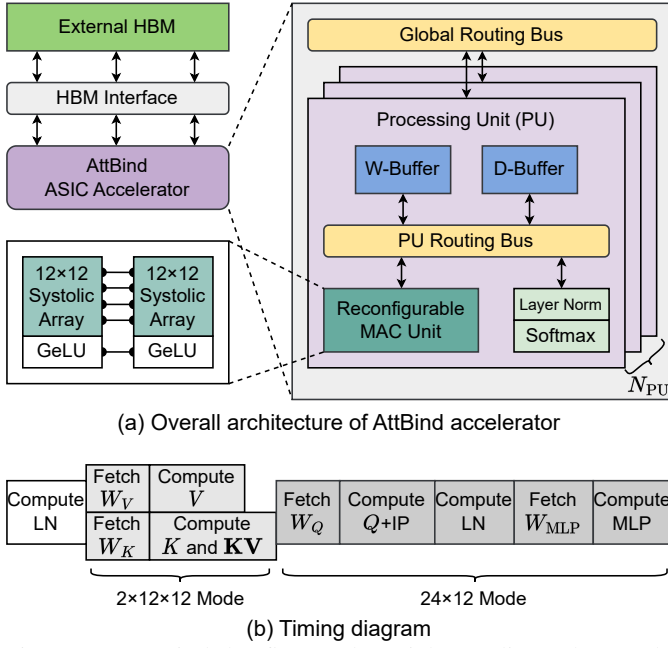 External HBM
HBM Interface
AttBind
ASIC Accelerator
12×12
Systolic
Array
GeLU
12×12
Systolic
Array
GeLU
Global Routing Bus
Processing Unit (PU)
W-Buffer
D-Buffer
PU Routing Bus
Reconfigurable
MAC Unit
Layer Norm
Softmax
N_PU
(a) Overall architecture of AttBind accelerator
Compute
LN
Fetch
W_V
Compute
V
Fetch
W_K
Compute
K and KV
Fetch
W_Q
Compute
Q+IP
Compute
LN
Fetch
W_MLP
Compute
MLP
2×12×12 Mode
24×12 Mode
(b) Timing diagram